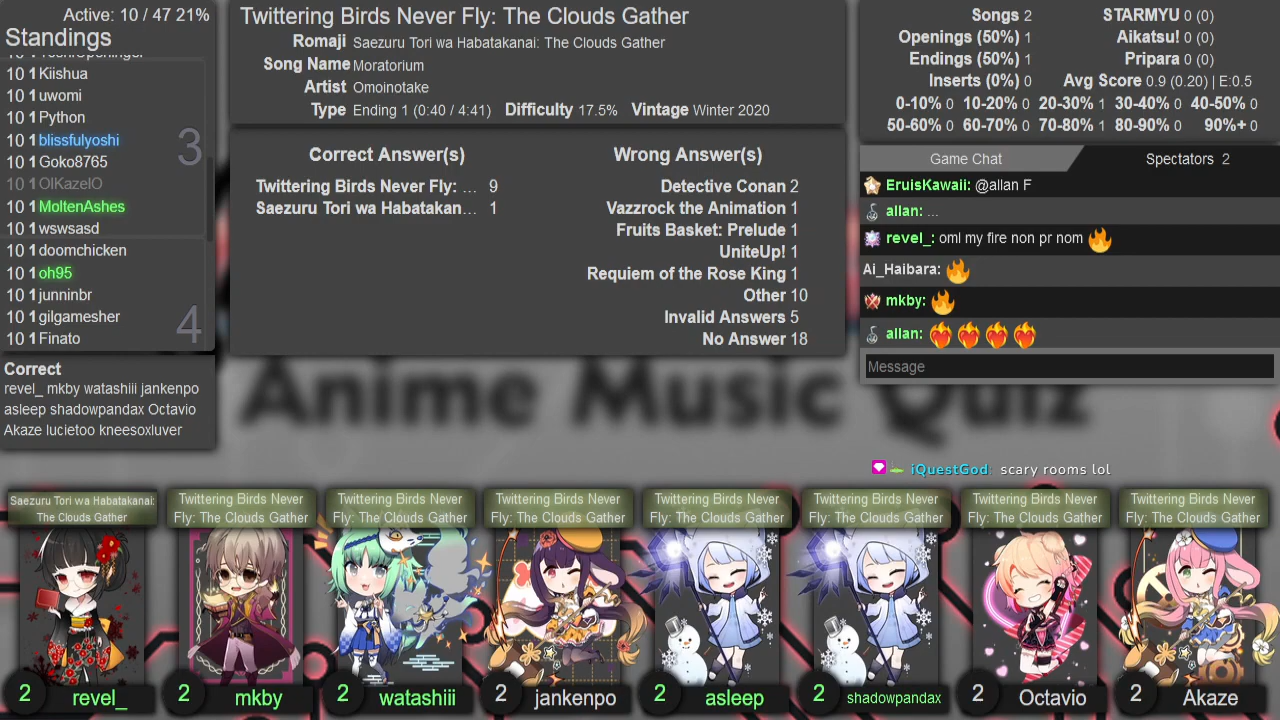 Active: 10 / 47 21%
Standings
10 1 Kiishua
10 1 uwomi
10 1 Python
10 1 blissfulyoshi
10 1 Goko8765
10 1 OlKazelO
10 1 MoltenAshes
10 1 wswsasd
3
10 1 doomchicken
10 1 oh95
10 1 junninbr
10 1 gilgamesher
10 1 Finato
4
Correct
revel_ mkby watashiii jankenpo
asleep shadowpandax Octavio
Akaze lucietoo kneesoxluver
Twittering Birds Never Fly: The Clouds Gather
Romaji Saezuru Tori wa Habatakanai: The Clouds Gather
Song Name Moratorium
Artist Omoinotake
Type Ending 1 (0:40 / 4:41) Difficulty 17.5% Vintage Winter 2020
Correct Answer(s)
Twittering Birds Never Fly: ... 9
Saezuru Tori wa Habatakan... 1
Wrong Answer(s)
Detective Conan 2
Vazzrock the Animation 1
Fruits Basket: Prelude 1
UniteUp! 1
Requiem of the Rose King 1
Other 10
Invalid Answers 5
No Answer 18
Songs 2 STARMYU 0 (0)
Openings (50%) 1 Aikatsu! 0 (0)
Endings (50%) 1 Pripara 0 (0)
Inserts (0%) 0 Avg Score 0.9 (0.20) | E:0.5
0-10% 0 10-20% 0 20-30% 1 30-40% 0 40-50% 0
50-60% 0 60-70% 0 70-80% 1 80-90% 0 90%+ 0
Game Chat Spectators 2
EruisKawaii: @allan F
allan: ...
revel_: oml my fire non pr nom 🔥
Ai_Haibara: 🔥
mkby: 🔥
allan: ❤️‍🔥❤️‍🔥❤️‍🔥❤️‍🔥
Message
Anime Music Quiz
iQuestGod: scary rooms lol
Saezuru Tori wa Habatakanai:
The Clouds Gather
Twittering Birds Never
Fly: The Clouds Gather
Twittering Birds Never
Fly: The Clouds Gather
Twittering Birds Never
Fly: The Clouds Gather
Twittering Birds Never
Fly: The Clouds Gather
Twittering Birds Never
Fly: The Clouds Gather
Twittering Birds Never
Fly: The Clouds Gather
Twittering Birds Never
Fly: The Clouds Gather
2 revel_
2 mkby
2 watashiii
2 jankenpo
2 asleep
2 shadowpandax
2 Octavio
2 Akaze